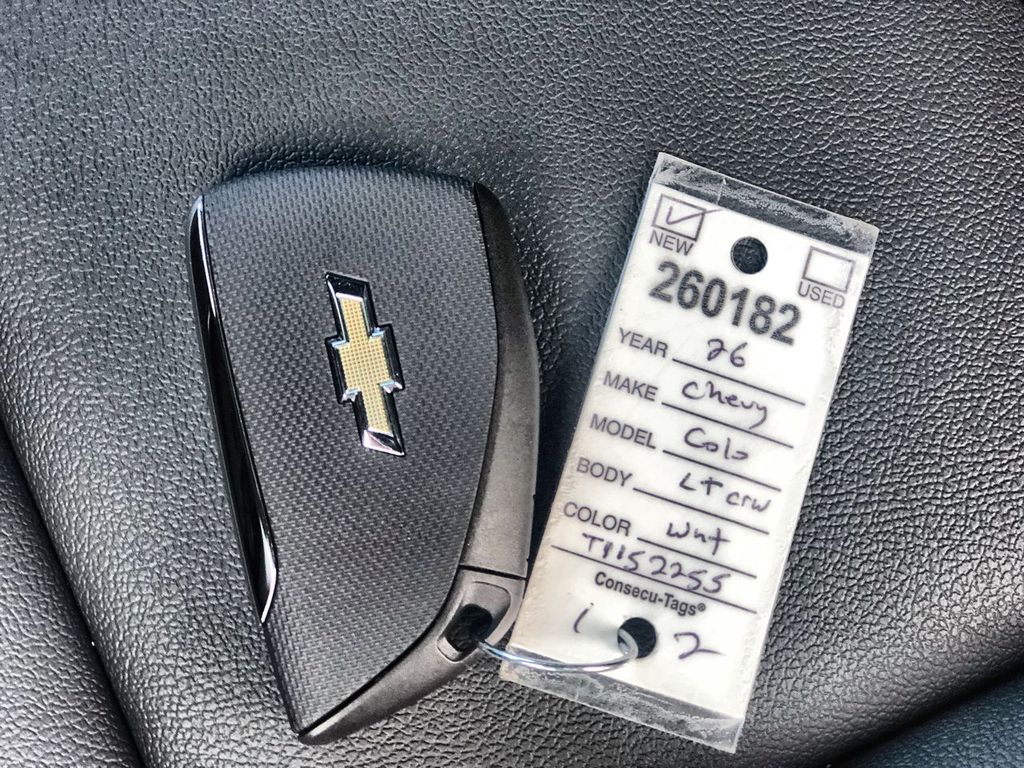 ✓
NEW
USED
260182
YEAR 26
MAKE Chevy
MODEL Colo
BODY LT crw
COLOR Wht
T1152255
Consecu-Tags®
1 2